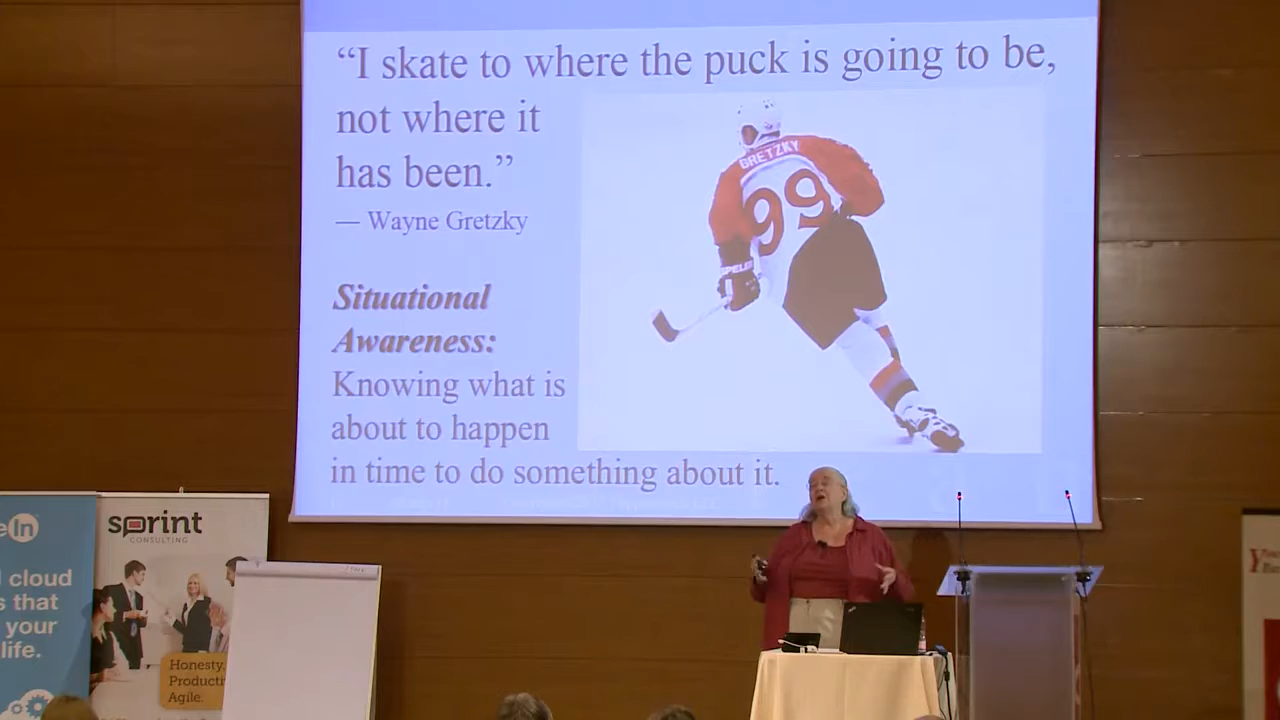 “I skate to where the puck is going to be,
not where it
has been.”
— Wayne Gretzky
GRETZKY
99
Situational
Awareness:
Knowing what is
about to happen
in time to do something about it.
eIn
cloud
s that
your
life.
sprint
CONSULTING
Honesty.
Producti
Agile.